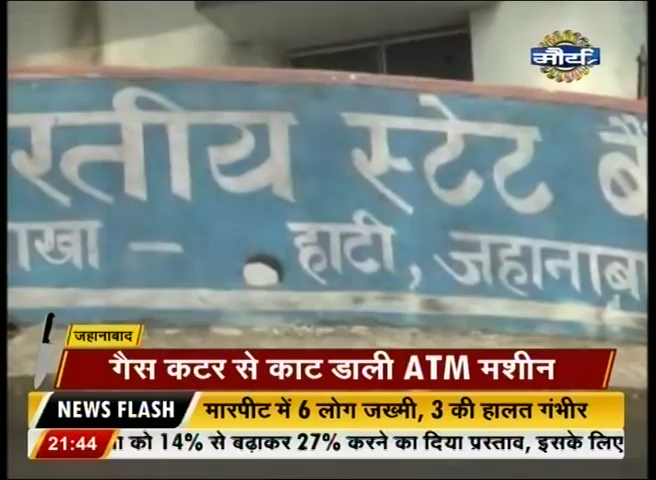 मौर्य
रतीय स्टेट बैं
ाखा – हाटी, जहानाबा
जहानाबाद
गैस कटर से काट डाली ATM मशीन
NEWS FLASH मारपीट में 6 लोग जख्मी, 3 की हालत गंभीर
21:44 को 14% से बढ़ाकर 27% करने का दिया प्रस्ताव, इसके लिए